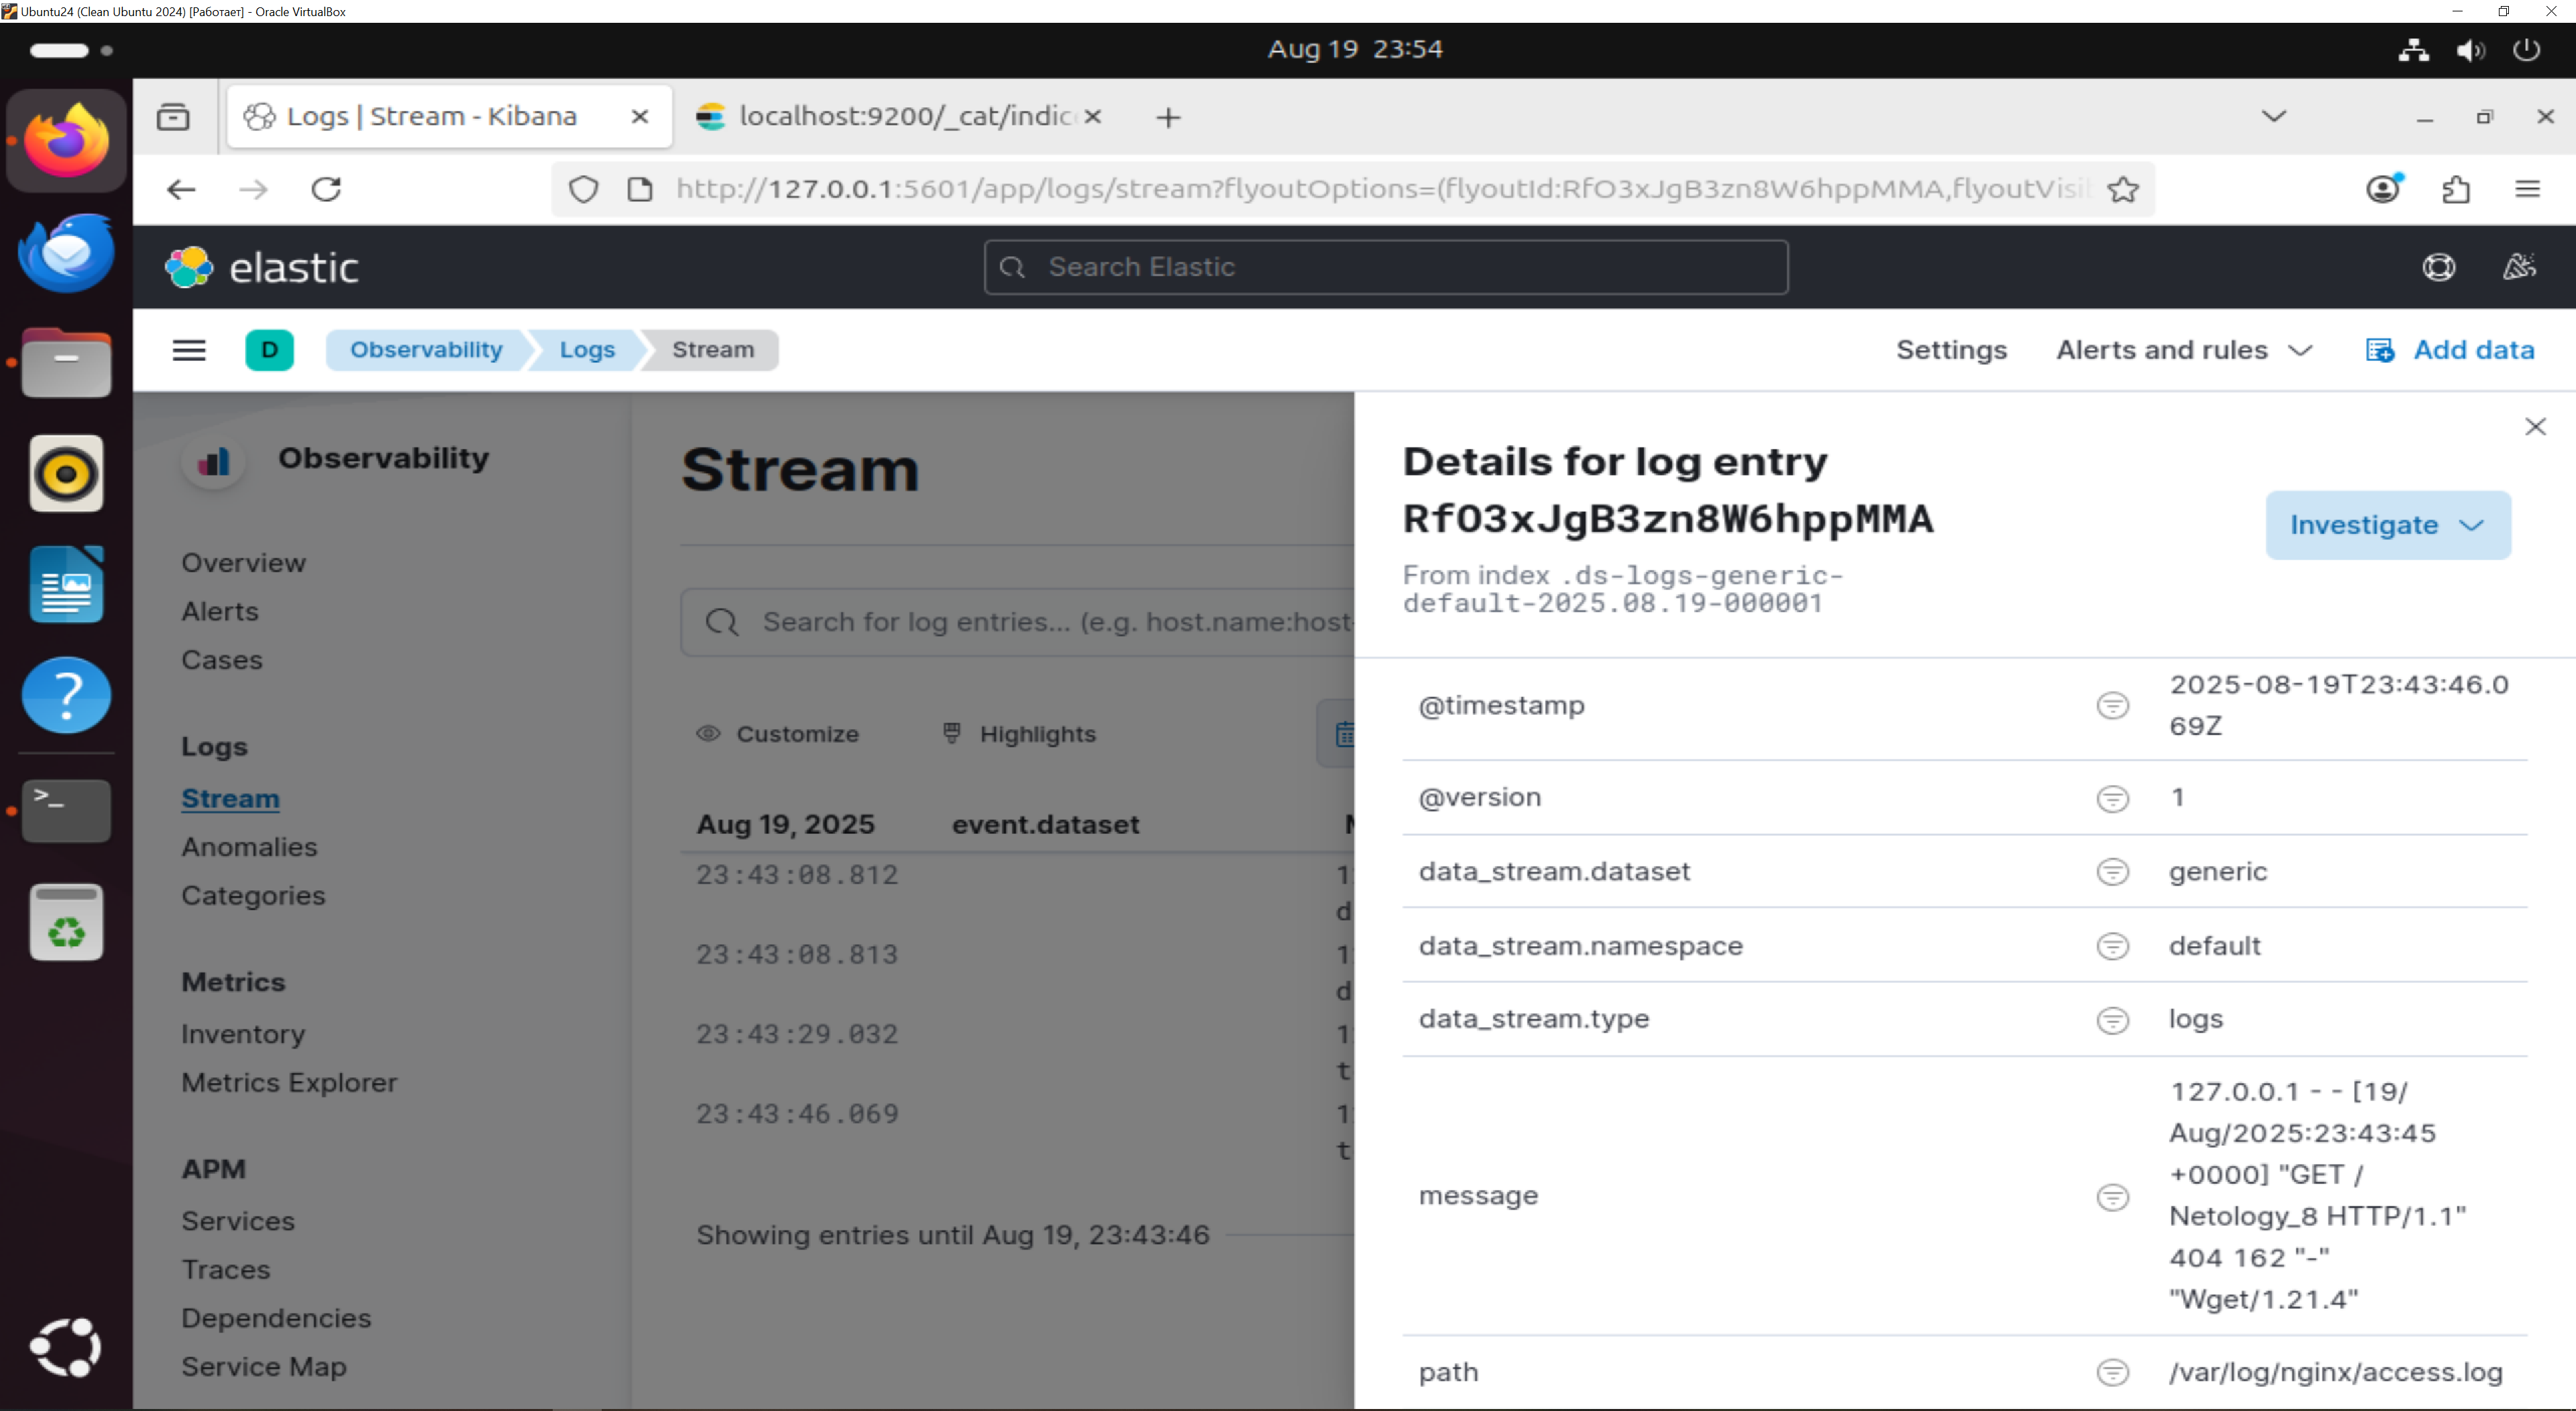 Ubuntu24 (Clean Ubuntu 2024) [Работает] - Oracle VirtualBox
Aug 19 23:54
Logs | Stream - Kibana
localhost:9200/_cat/indic
http://127.0.0.1:5601/app/logs/stream?flyoutOptions=(flyoutId:RfO3xJgB3zn8W6hppMMA,flyoutVisi
elastic
Search Elastic
D
Observability
Logs
Stream
Settings
Alerts and rules
Add data
Observability
Overview
Alerts
Cases
Logs
Stream
Anomalies
Categories
Metrics
Inventory
Metrics Explorer
APM
Services
Traces
Dependencies
Service Map
Stream
Search for log entries... (e.g. host.name:host-
Customize
Highlights
Aug 19, 2025 event.dataset
23:43:08.812
23:43:08.813
23:43:29.032
23:43:46.069
Showing entries until Aug 19, 23:43:46
Details for log entry
RfO3xJgB3zn8W6hppMMA
From index .ds-logs-generic-
default-2025.08.19-000001
Investigate
@timestamp
2025-08-19T23:43:46.0
69Z
@version
1
data_stream.dataset
generic
data_stream.namespace
default
data_stream.type
logs
message
127.0.0.1 - - [19/
Aug/2025:23:43:45
+0000] "GET /
Netology_8 HTTP/1.1"
404 162 "-"
"Wget/1.21.4"
path
/var/log/nginx/access.log